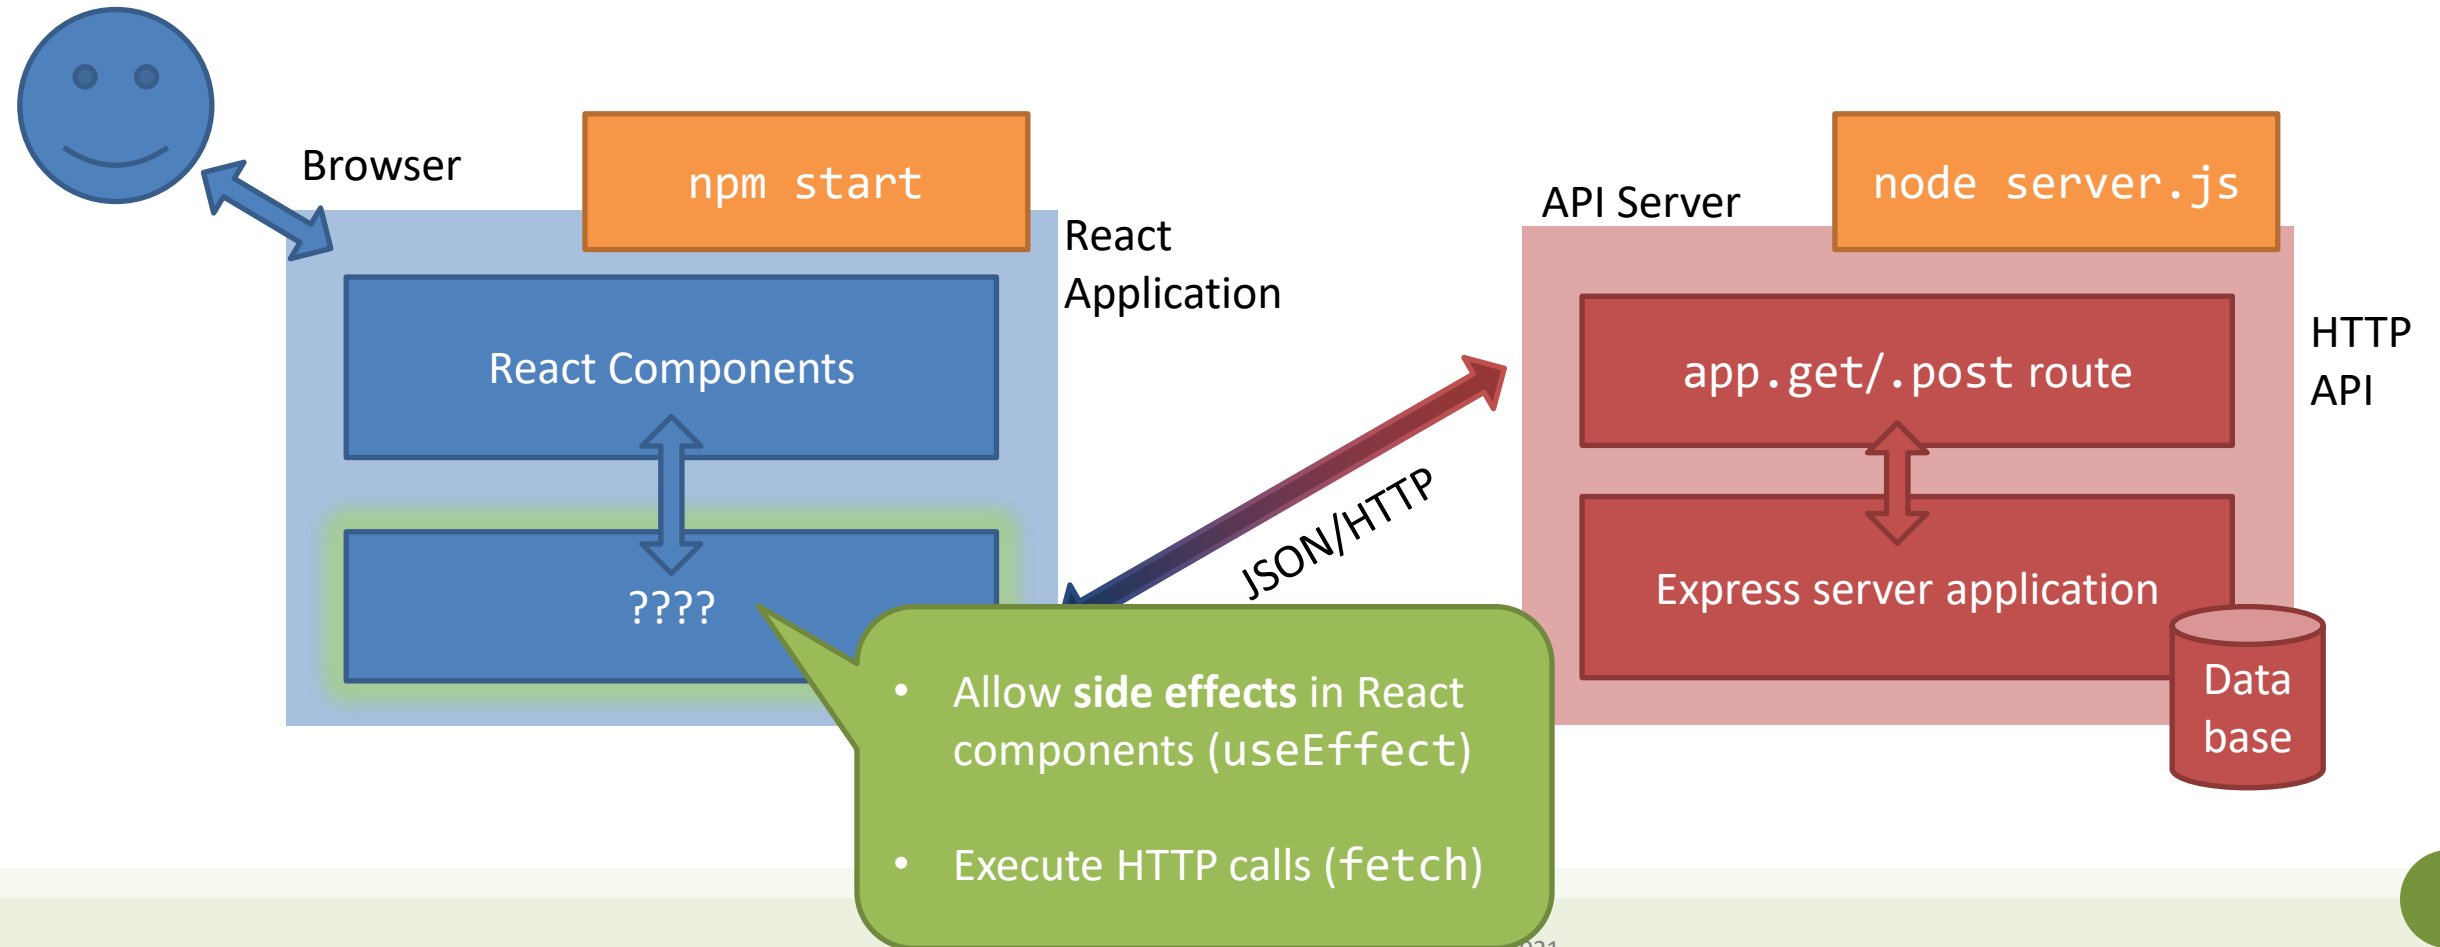 Browser
npm start
React
Application
React Components
????
JSON/HTTP
API Server
node server.js
app.get/.post route
Express server application
HTTP
API
Data
base
• Allow side effects in React
components (useEffect)
• Execute HTTP calls (fetch)